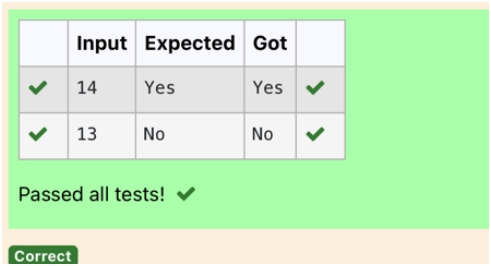 Input Expected Got
14 Yes Yes
13 No No
Passed all tests!
Correct